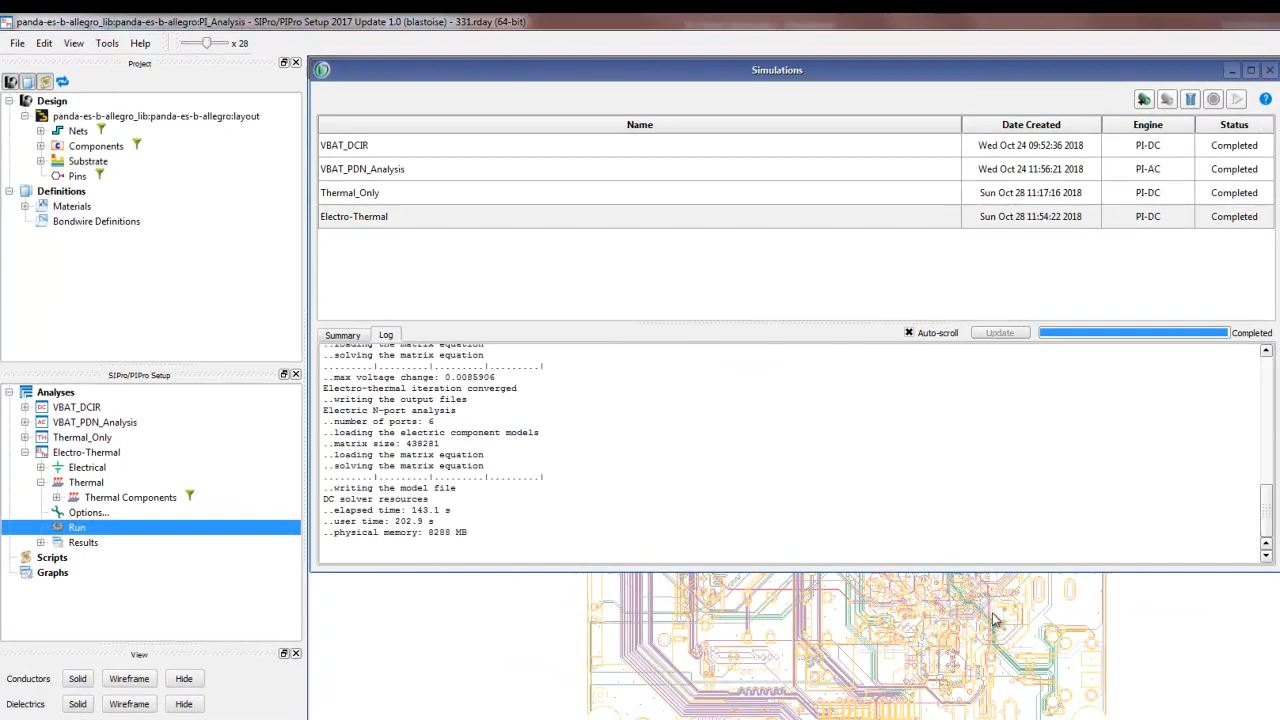 panda-es-b-allegro_lib:panda-es-b-allegro:PI_Analysis - SIPro/PIPro Setup 2017 Update 1.0 (blastoise) - 331.rday (64-bit)
File Edit View Tools Help x 28
Project
Design
panda-es-b-allegro_lib:panda-es-b-allegro:layout
Nets
Components
Substrate
Pins
Definitions
Materials
Bondwire Definitions
SIPro/PIPro Setup
Analyses
VBAT_DCIR
VBAT_PDN_Analysis
Thermal_Only
Electro-Thermal
Electrical
Thermal
Thermal Components
Options...
Run
Results
Scripts
Graphs
View
Conductors Solid Wireframe Hide
Dielectrics Solid Wireframe Hide
Simulations
Name Date Created Engine Status
VBAT_DCIR Wed Oct 24 09:52:36 2018 PI-DC Completed
VBAT_PDN_Analysis Wed Oct 24 11:56:21 2018 PI-AC Completed
Thermal_Only Sun Oct 28 11:17:16 2018 PI-DC Completed
Electro-Thermal Sun Oct 28 11:54:22 2018 PI-DC Completed
Summary Log Auto-scroll Update Completed
..loading the matrix equation
..solving the matrix equation
.........|.........|.........|.........|
..max voltage change: 0.0085906
Electro-thermal iteration converged
..writing the output files
Electric N-port analysis
..number of ports: 6
..loading the electric component models
..matrix size: 438281
..loading the matrix equation
..solving the matrix equation
.........|.........|.........|.........|
..writing the model file
DC solver resources
..elapsed time: 143.1 s
..user time: 202.9 s
..physical memory: 8288 MB